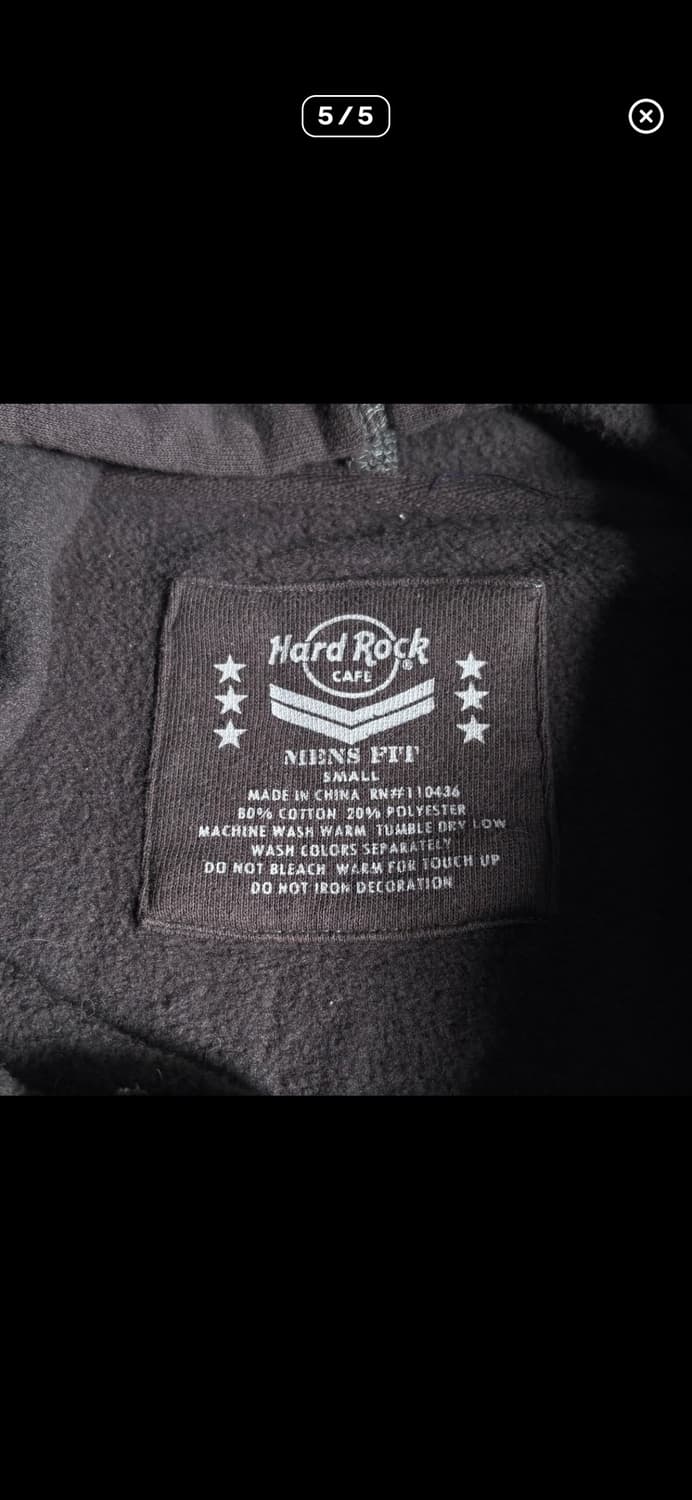 5/5
Hard Rock®
CAFE
MENS FIT
SMALL
MADE IN CHINA RN#110436
80% COTTON 20% POLYESTER
MACHINE WASH WARM TUMBLE DRY LOW
WASH COLORS SEPARATELY
DO NOT BLEACH WARM FOR TOUCH UP
DO NOT IRON DECORATION